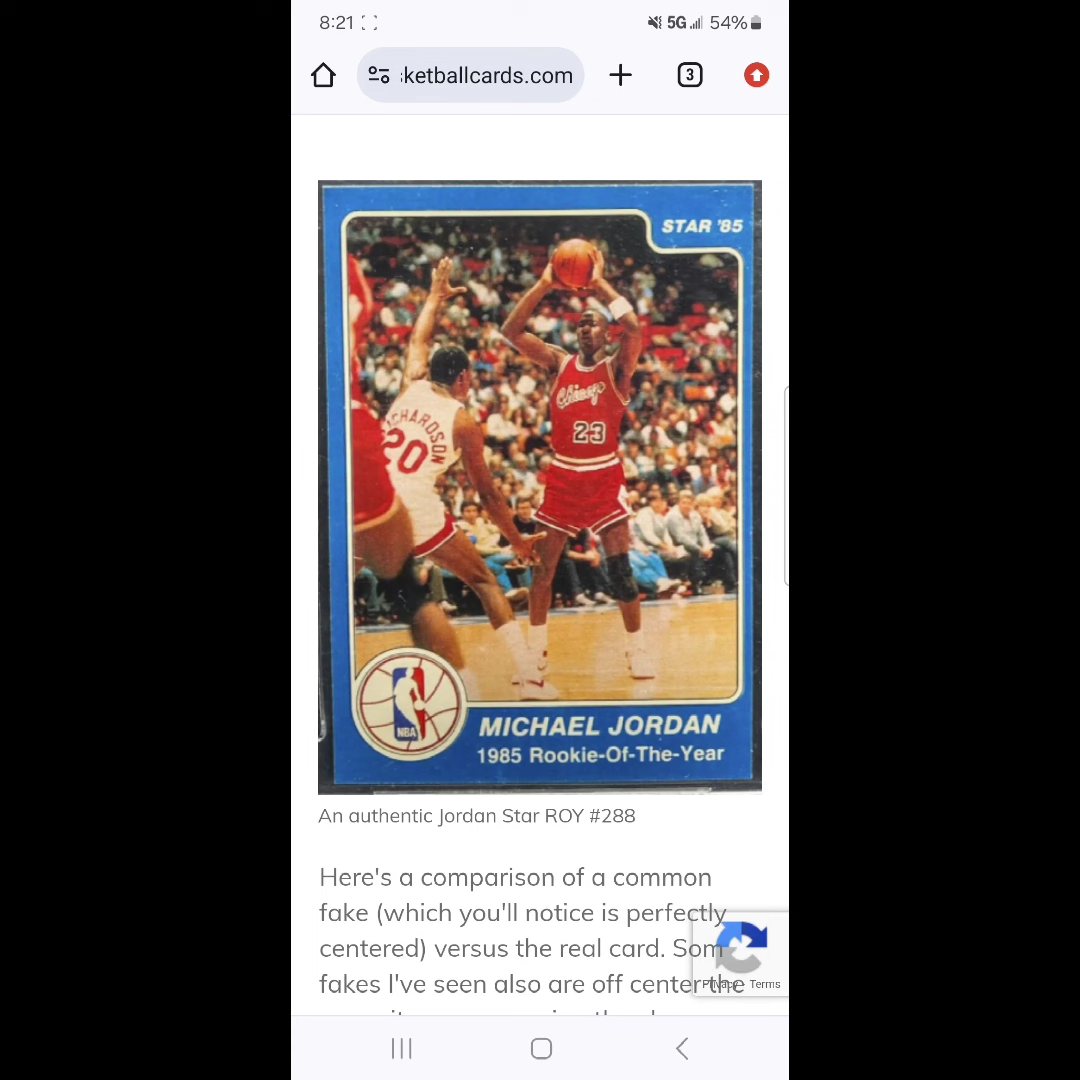 8:21
5G 54%
ketballcards.com
3
STAR '85
Chicago
23
CHARDSON
20
NBA
MICHAEL JORDAN
1985 Rookie-Of-The-Year
An authentic Jordan Star ROY #288
Here's a comparison of a common
fake (which you'll notice is perfectly
centered) versus the real card. Som
fakes I've seen also are off center the
Privacy - Terms